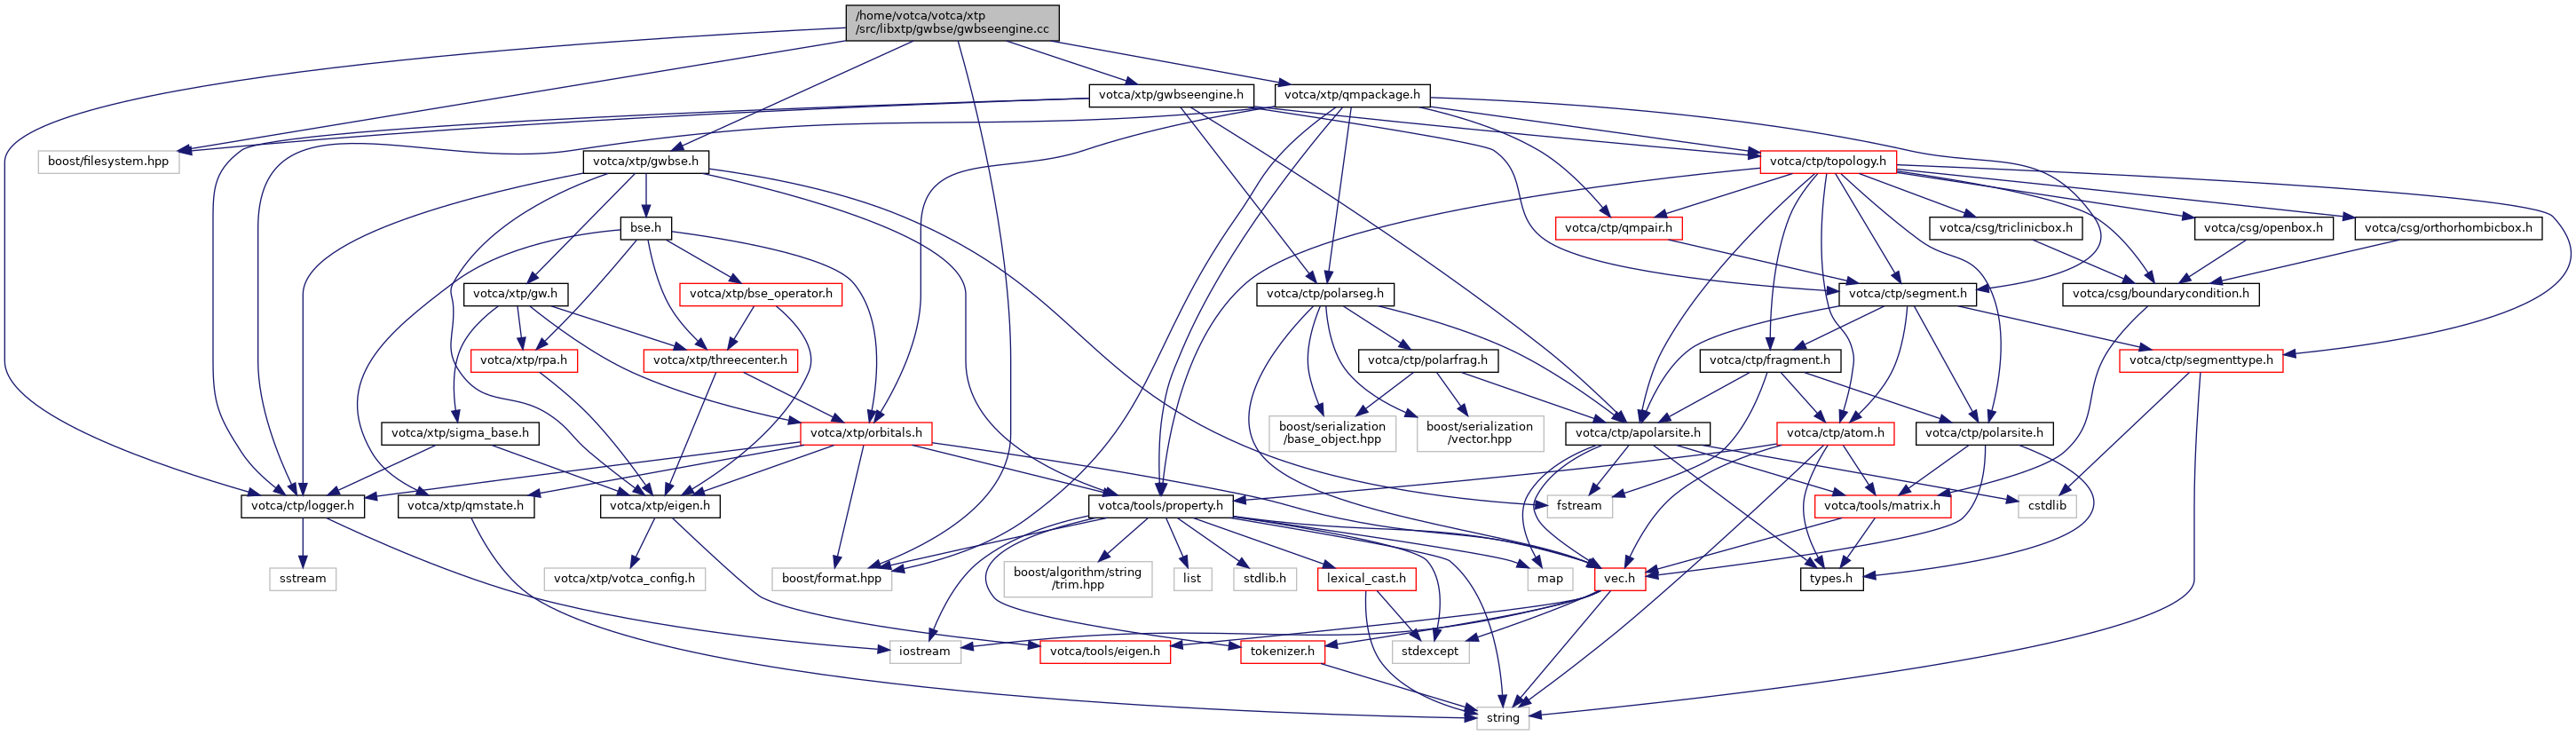 /home/votca/votca/xtp
/src/libxtp/gwbse/gwbseengine.cc
votca/xtp/gwbseengine.h
votca/xtp/qmpackage.h
boost/filesystem.hpp
votca/xtp/gwbse.h
votca/ctp/topology.h
bse.h
votca/ctp/qmpair.h
votca/csg/triclinicbox.h
votca/csg/openbox.h
votca/csg/orthorhombicbox.h
votca/xtp/gw.h
votca/xtp/bse_operator.h
votca/ctp/polarseg.h
votca/ctp/segment.h
votca/csg/boundarycondition.h
votca/xtp/rpa.h
votca/xtp/threecenter.h
votca/ctp/polarfrag.h
votca/ctp/fragment.h
votca/ctp/segmenttype.h
votca/xtp/sigma_base.h
votca/xtp/orbitals.h
boost/serialization
/base_object.hpp
boost/serialization
/vector.hpp
votca/ctp/apolarsite.h
votca/ctp/atom.h
votca/ctp/polarsite.h
votca/ctp/logger.h
votca/xtp/qmstate.h
votca/xtp/eigen.h
votca/tools/property.h
fstream
votca/tools/matrix.h
cstdlib
sstream
votca/xtp/votca_config.h
boost/format.hpp
boost/algorithm/string
/trim.hpp
list
stdlib.h
lexical_cast.h
map
vec.h
types.h
iostream
votca/tools/eigen.h
tokenizer.h
stdexcept
string